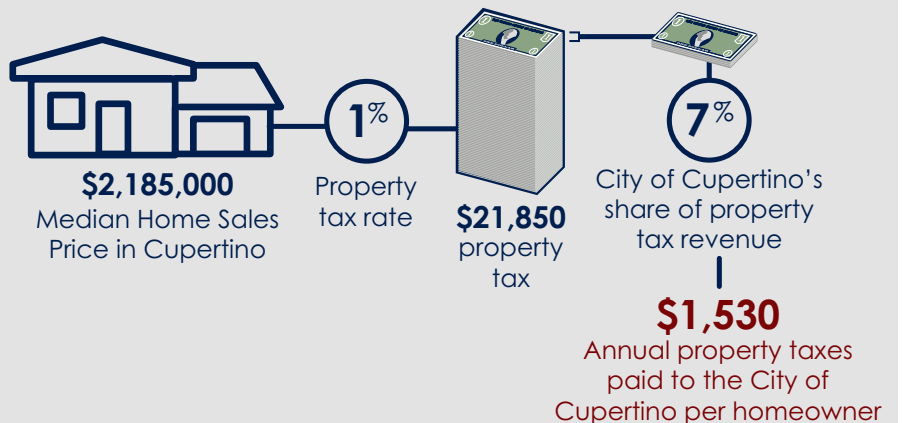 $2,185,000
Median Home Sales
Price in Cupertino
1%
Property
tax rate
$21,850
property
tax
7%
City of Cupertino’s
share of property
tax revenue
$1,530
Annual property taxes
paid to the City of
Cupertino per homeowner